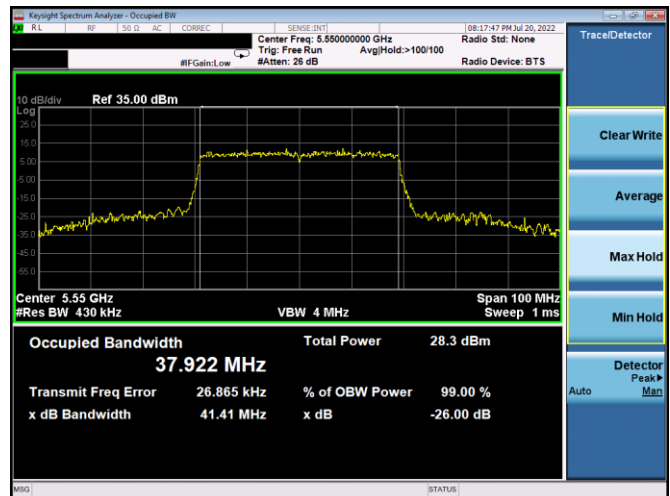 Keysight Spectrum Analyzer - Occupied BW
LXI RL RF 50 Ω AC CORREC SENSE:INT 08:17:47 PM Jul 20, 2022
Center Freq: 5.550000000 GHz Radio Std: None
Trig: Free Run Avg|Hold:>100/100
#IFGain:Low #Atten: 26 dB Radio Device: BTS
10 dB/div Ref 35.00 dBm
Log
25.0
15.0
5.00
-5.00
-15.0
-25.0
-35.0
-45.0
-55.0
Center 5.55 GHz Span 100 MHz
#Res BW 430 kHz VBW 4 MHz Sweep 1 ms
Occupied Bandwidth Total Power 28.3 dBm
37.922 MHz
Transmit Freq Error 26.865 kHz % of OBW Power 99.00 %
x dB Bandwidth 41.41 MHz x dB -26.00 dB
MSG STATUS
Trace/Detector
Clear Write
Average
Max Hold
Min Hold
Detector
Peak▶
Auto Man